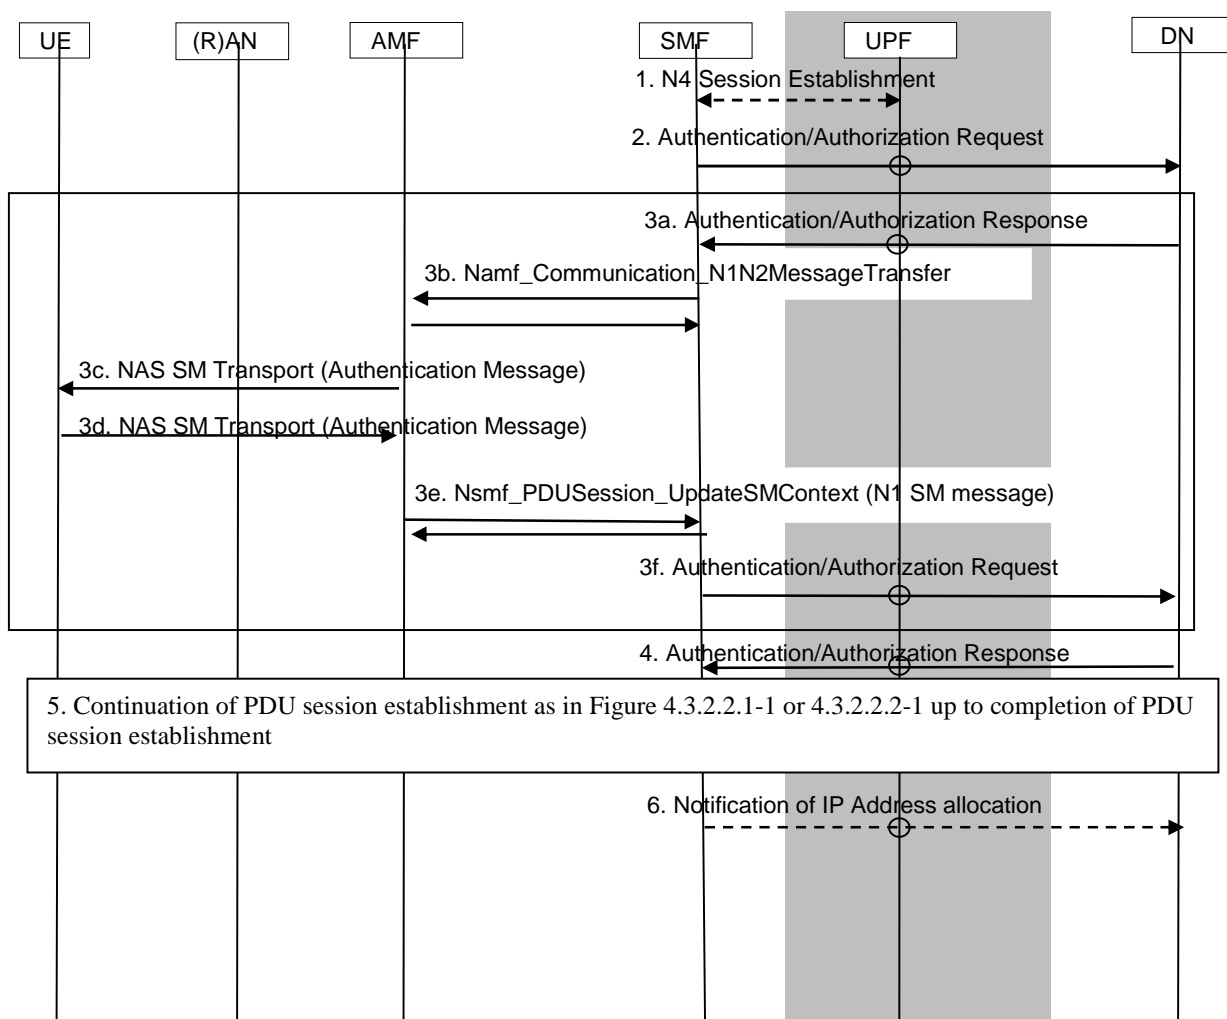 UE
(R)AN
AMF
SMF
UPF
DN
1. N4 Session Establishment
2. Authentication/Authorization Request
3a. Authentication/Authorization Response
3b. Namf_Communication_N1N2MessageTransfer
3c. NAS SM Transport (Authentication Message)
3d. NAS SM Transport (Authentication Message)
3e. Nsmf_PDUSession_UpdateSMContext (N1 SM message)
3f. Authentication/Authorization Request
4. Authentication/Authorization Response
5. Continuation of PDU session establishment as in Figure 4.3.2.2.1-1 or 4.3.2.2.2-1 up to completion of PDU
session establishment
6. Notification of IP Address allocation